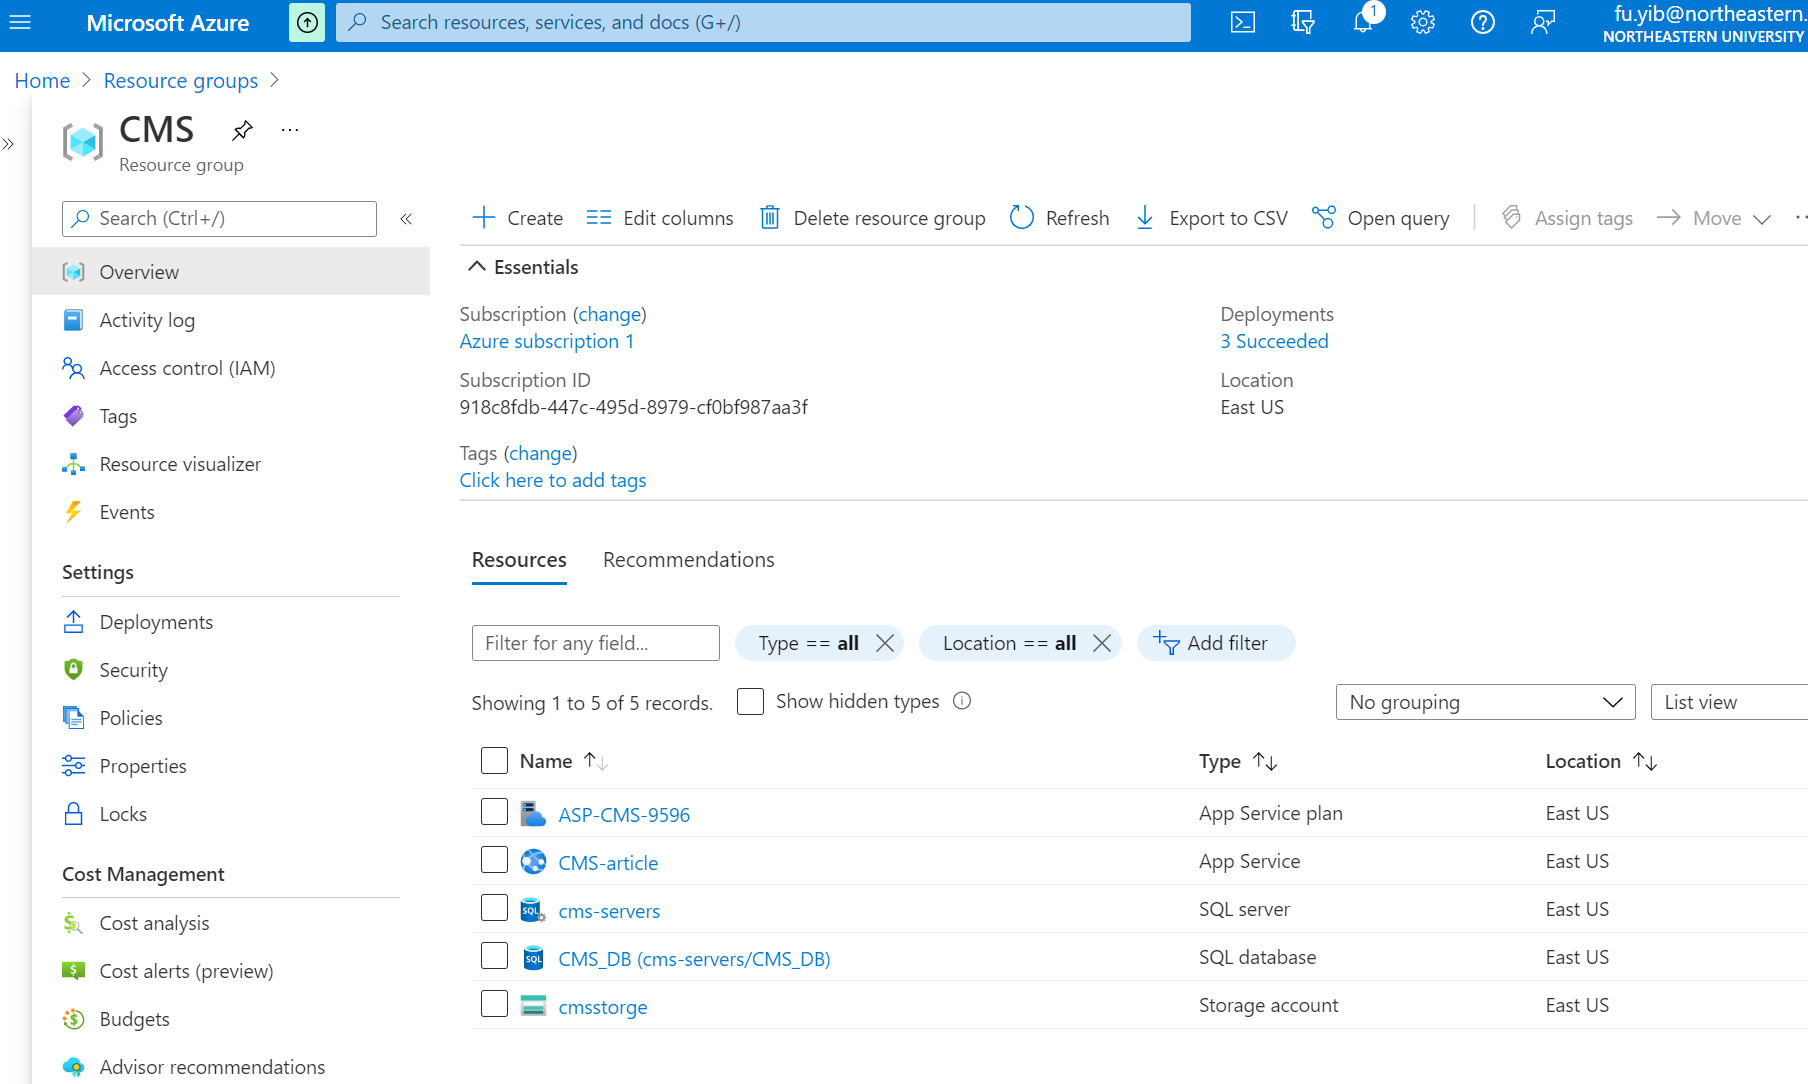 Microsoft Azure
Search resources, services, and docs (G+/)
1
fu.yib@northeastern.
NORTHEASTERN UNIVERSITY
Home > Resource groups >
CMS
Resource group
Search (Ctrl+/)
Create
Edit columns
Delete resource group
Refresh
Export to CSV
Open query
Assign tags
Move
Overview
Activity log
Access control (IAM)
Tags
Resource visualizer
Events
Settings
Deployments
Security
Policies
Properties
Locks
Cost Management
Cost analysis
Cost alerts (preview)
Budgets
Advisor recommendations
Essentials
Subscription (change)
Azure subscription 1
Subscription ID
918c8fdb-447c-495d-8979-cf0bf987aa3f
Tags (change)
Click here to add tags
Deployments
3 Succeeded
Location
East US
Resources
Recommendations
Filter for any field...
Type == all
Location == all
Add filter
Showing 1 to 5 of 5 records.
Show hidden types
No grouping
List view
Name Type Location
ASP-CMS-9596 App Service plan East US
CMS-article App Service East US
SQL cms-servers SQL server East US
SQL CMS_DB (cms-servers/CMS_DB) SQL database East US
cmsstorge Storage account East US